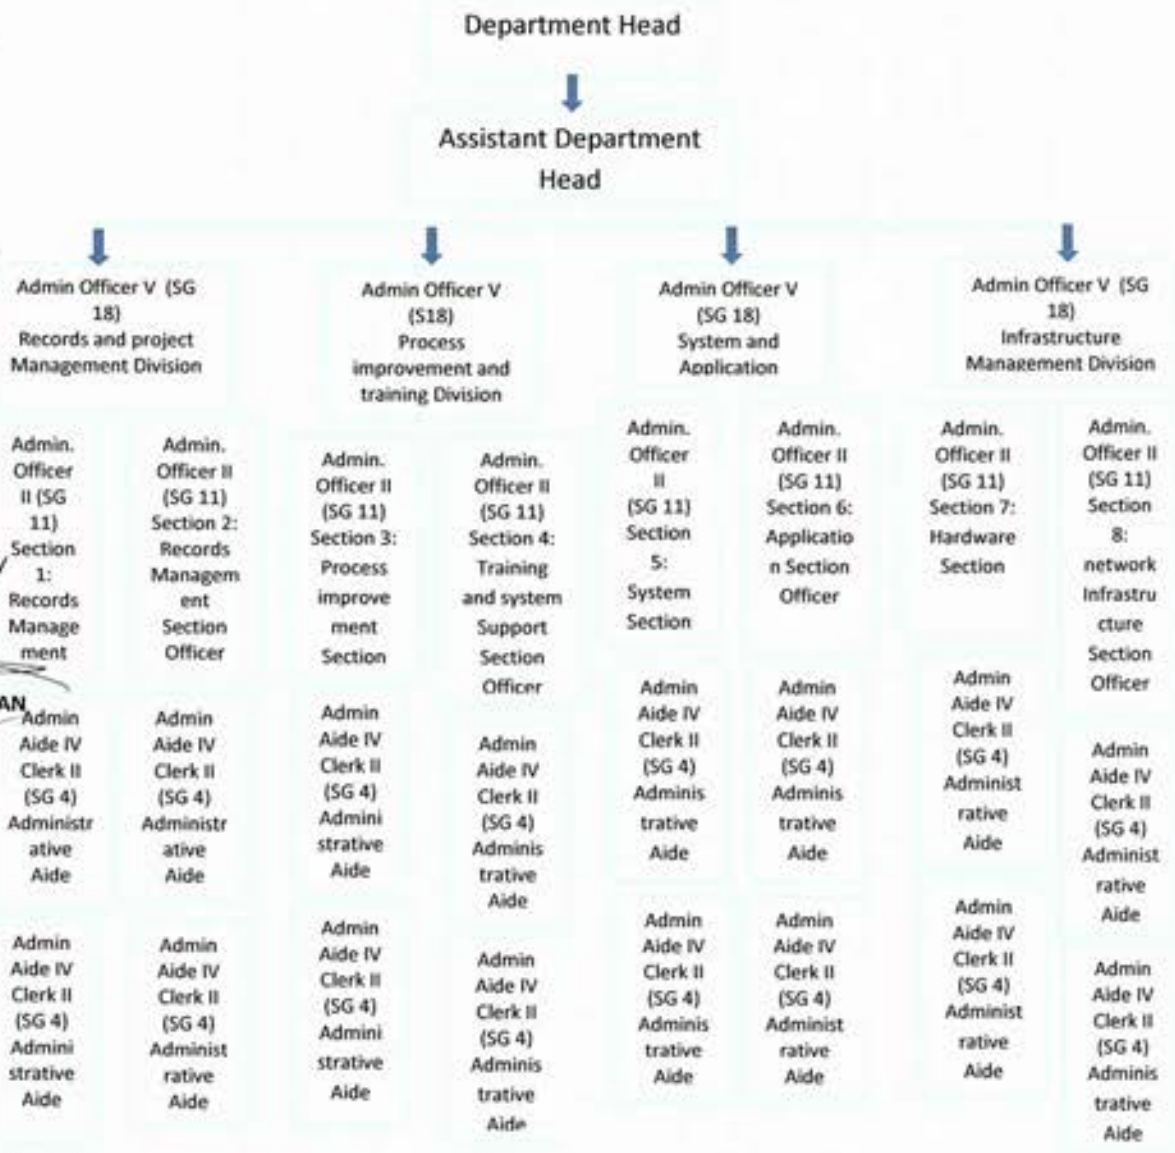 Department Head
Assistant Department
Head
Admin Officer V (SG
18)
Records and project
Management Division
Admin Officer V
(S18)
Process
improvement and
training Division
Admin Officer V
(SG 18)
System and
Application
Admin Officer V (SG
18)
Infrastructure
Management Division
Admin.
Officer
II (SG
11)
Section
1:
Records
Manage
ment
Admin.
Officer II
(SG 11)
Section 2:
Records
Managem
ent
Section
Officer
Admin.
Officer II
(SG 11)
Section 3:
Process
improve
ment
Section
Admin.
Officer II
(SG 11)
Section 4:
Training
and system
Support
Section
Officer
Admin.
Officer
II
(SG 11)
Section
5:
System
Section
Admin.
Officer II
(SG 11)
Section 6:
Applicatio
n Section
Officer
Admin.
Officer II
(SG 11)
Section 7:
Hardware
Section
Admin.
Officer II
(SG 11)
Section
8:
network
Infrastru
cture
Section
Officer
AN
Admin
Aide IV
Clerk II
(SG 4)
Administr
ative
Aide
Admin
Aide IV
Clerk II
(SG 4)
Administr
ative
Aide
Admin
Aide IV
Clerk II
(SG 4)
Admini
strative
Aide
Admin
Aide IV
Clerk II
(SG 4)
Adminis
trative
Aide
Admin
Aide IV
Clerk II
(SG 4)
Adminis
trative
Aide
Admin
Aide IV
Clerk II
(SG 4)
Adminis
trative
Aide
Admin
Aide IV
Clerk II
(SG 4)
Administ
rative
Aide
Admin
Aide IV
Clerk II
(SG 4)
Administ
rative
Aide
Admin
Aide IV
Clerk II
(SG 4)
Admini
strative
Aide
Admin
Aide IV
Clerk II
(SG 4)
Administ
rative
Aide
Admin
Aide IV
Clerk II
(SG 4)
Admini
strative
Aide
Admin
Aide IV
Clerk II
(SG 4)
Adminis
trative
Aide
Admin
Aide IV
Clerk II
(SG 4)
Adminis
trative
Aide
Admin
Aide IV
Clerk II
(SG 4)
Administ
rative
Aide
Admin
Aide IV
Clerk II
(SG 4)
Administ
rative
Aide
Admin
Aide IV
Clerk II
(SG 4)
Adminis
trative
Aide